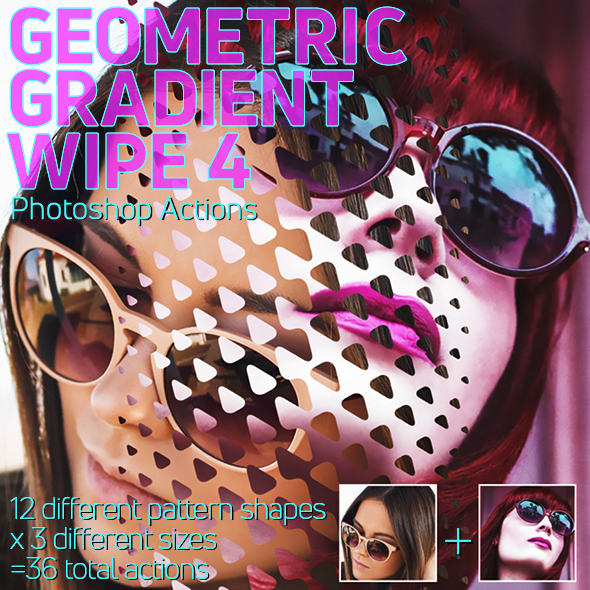 GEOMETRIC
GRADIENT
WIPE 4
Photoshop Actions
12 different pattern shapes
x 3 different sizes
=36 total actions
+